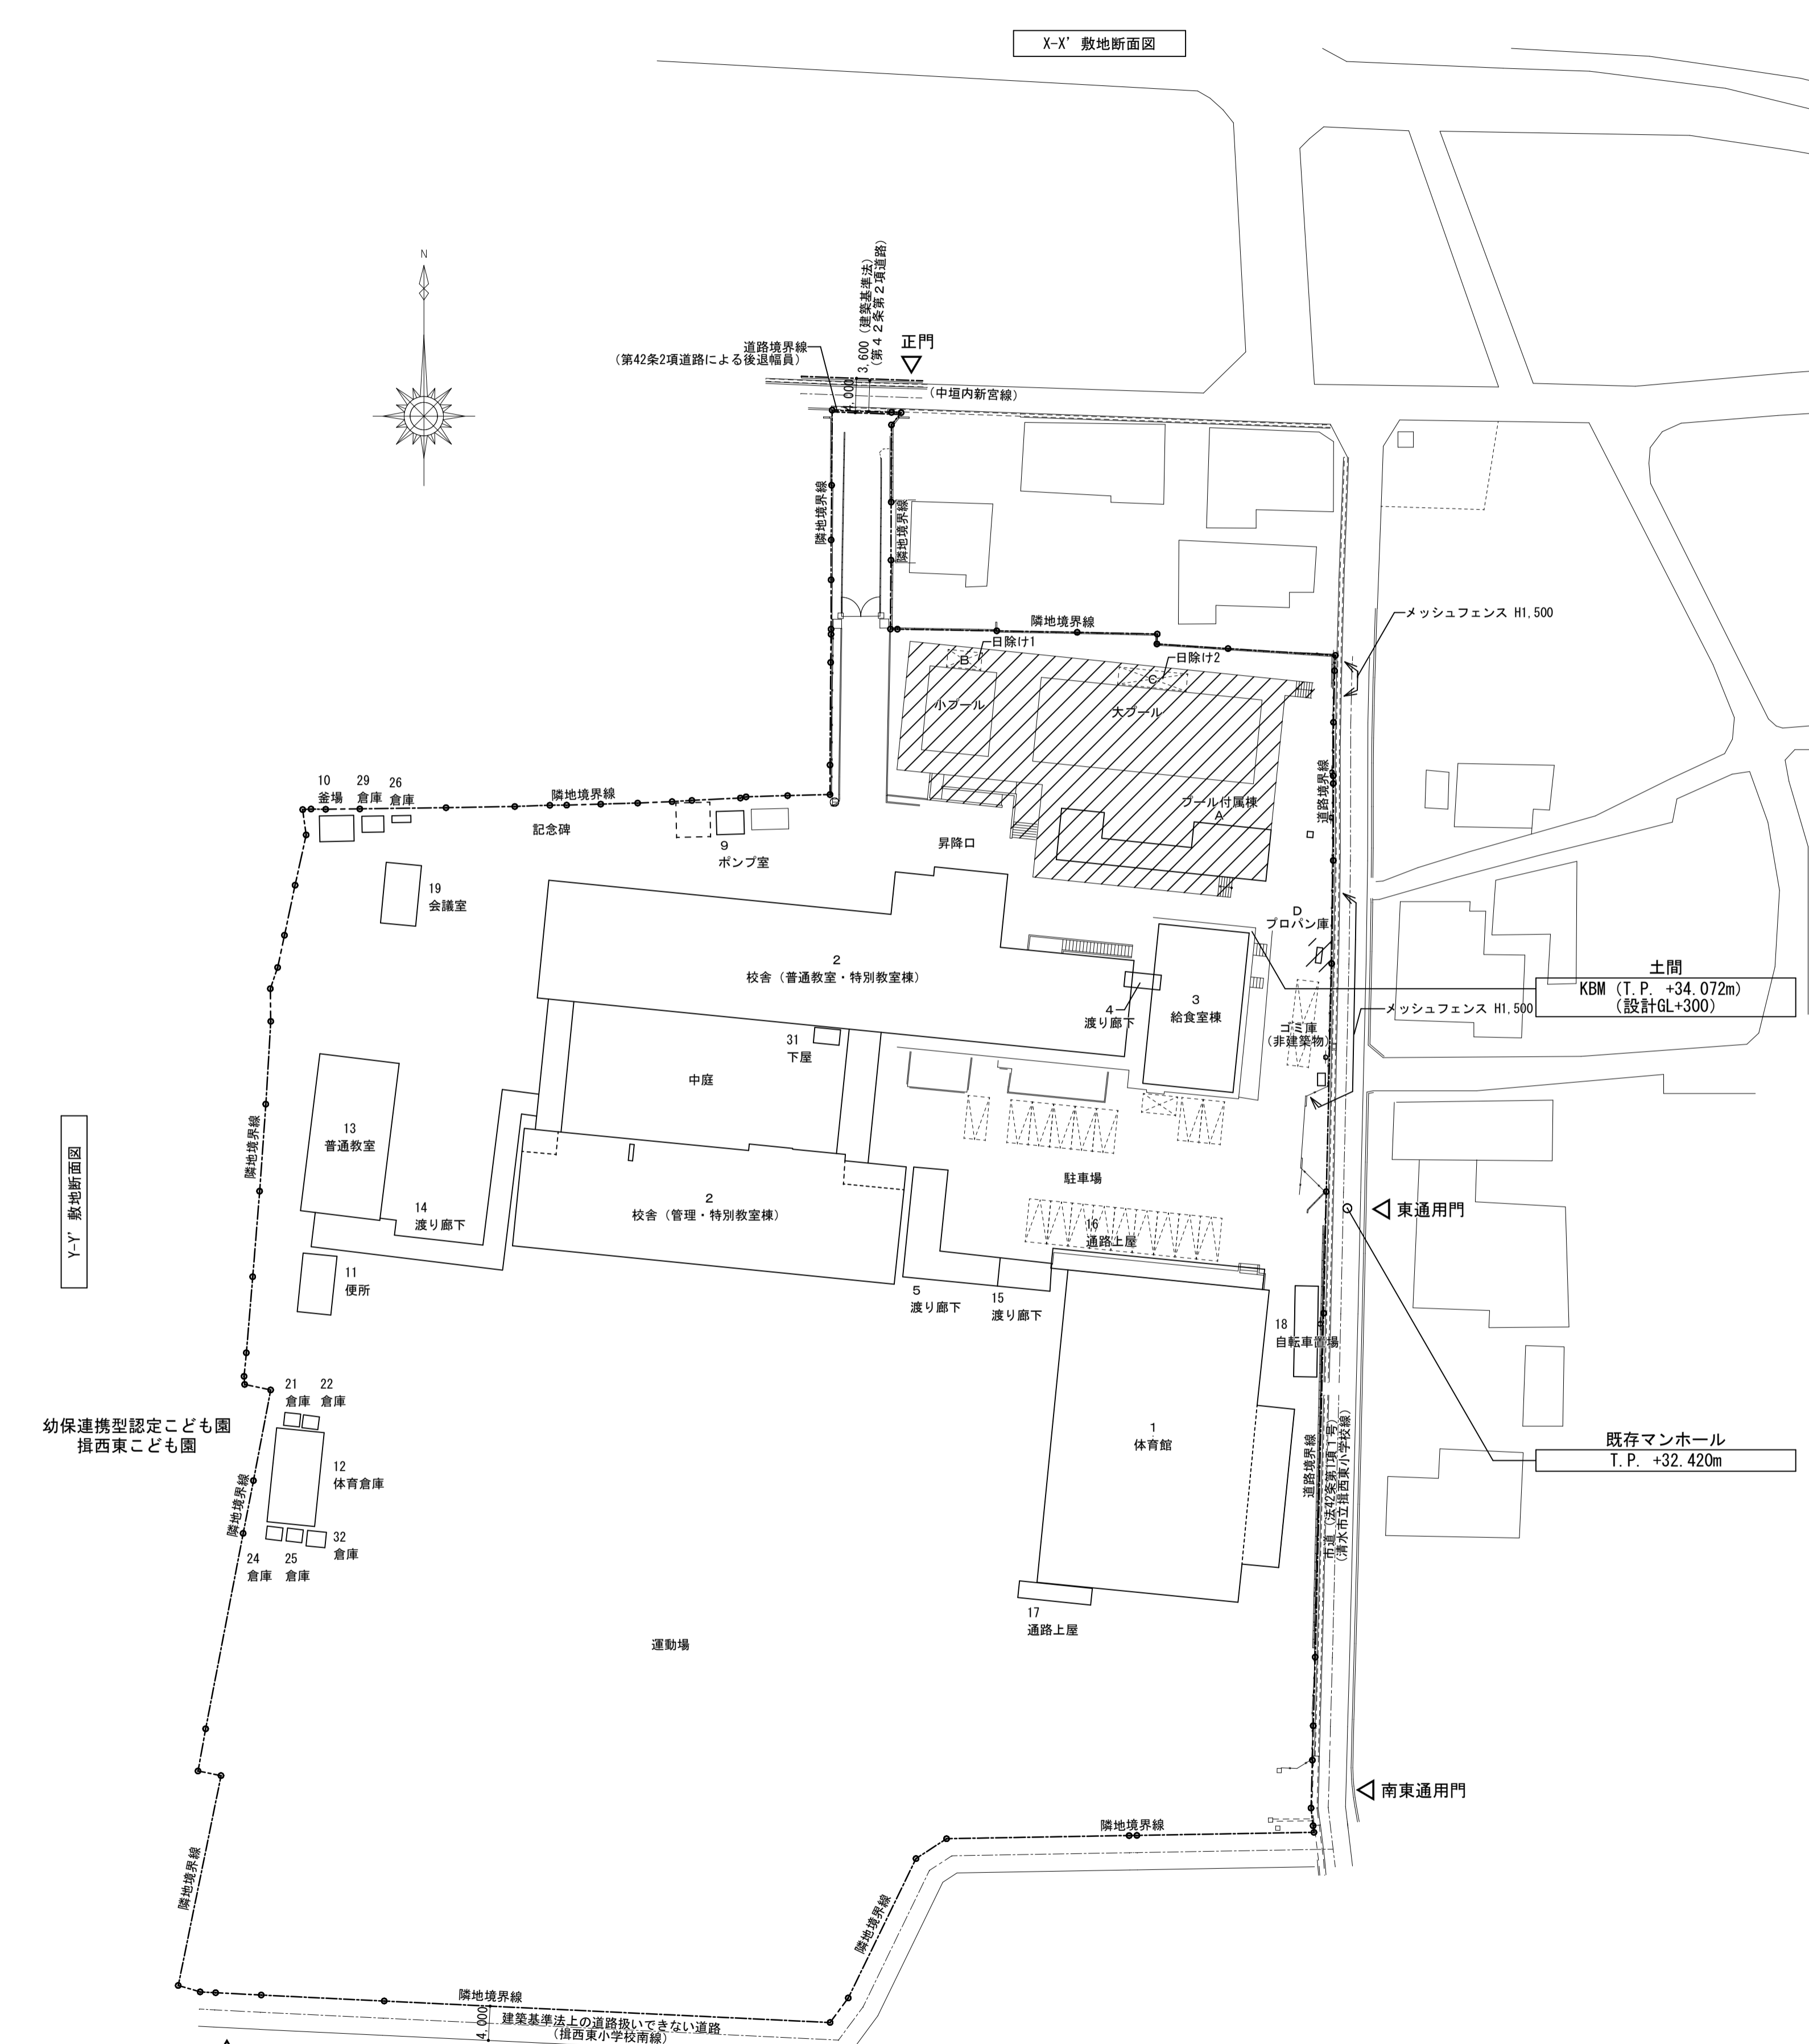 X-X’ 敷地断面図
N
3.600（建築基準法）
（第４２条第２項道路）
正門
道路境界線
（第42条2項道路による後退幅員）
4.000
（中垣内新宮線）
隣地境界線
隣地境界線
メッシュフェンス H1,500
隣地境界線
日除け1
B
日除け2
C
小プール
大プール
道路境界線
10
釜場
29
倉庫
26
倉庫
隣地境界線
記念碑
プール付属棟
A
9
ポンプ室
昇降口
19
会議室
D
プロパン庫
2
校舎（普通教室・特別教室棟）
土間
KBM（T.P. +34.072m）
（設計GL+300）
3
給食室棟
4
渡り廊下
メッシュフェンス H1,500
ゴミ庫
（非建築物）
31
下屋
中庭
Y-Y’ 敷地断面図
隣地境界線
13
普通教室
駐車場
2
校舎（管理・特別教室棟）
14
渡り廊下
東通用門
16
通路上屋
11
便所
5
渡り廊下
15
渡り廊下
18
自転車置場
21
倉庫
22
倉庫
幼保連携型認定こども園
揖西東こども園
1
体育館
既存マンホール
T.P. +32.420m
12
体育倉庫
隣地境界線
道路境界線
市道（法42条第1項１号）
（清水市立揖西東小学校線）
32
倉庫
24
倉庫
25
倉庫
17
通路上屋
運動場
南東通用門
隣地境界線
隣地境界線
隣地境界線
隣地境界線
4.000
建築基準法上の道路扱いできない道路
（揖西東小学校南線）